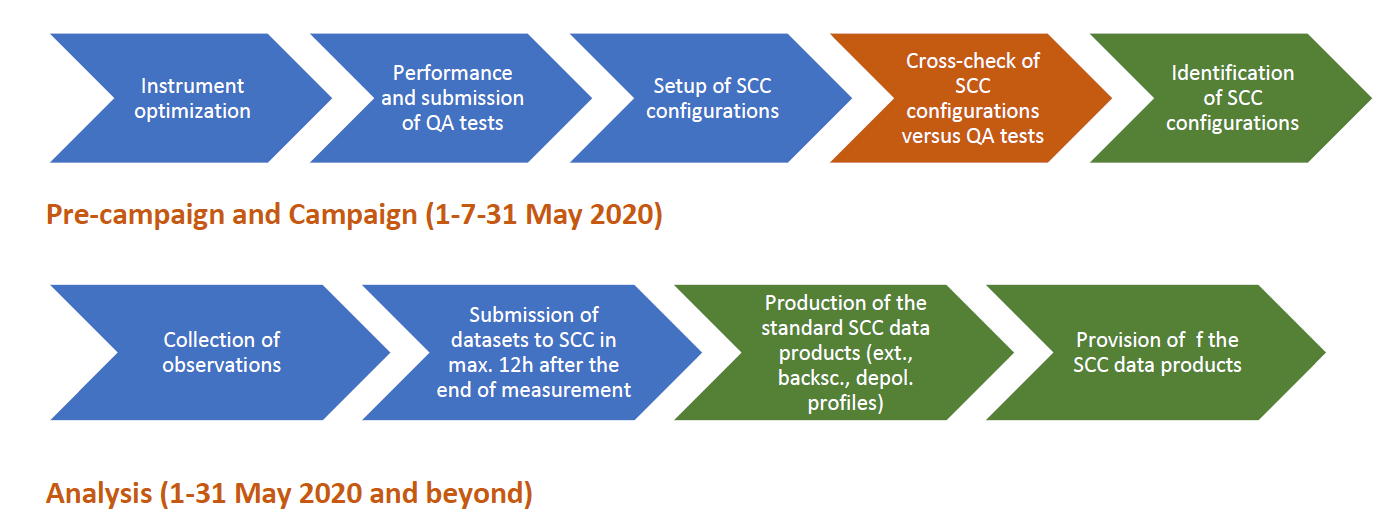 Instrument
optimization
Performance
and submission
of QA tests
Setup of SCC
configurations
Cross-check of
SCC
configurations
versus QA tests
Identification
of SCC
configurations
Pre-campaign and Campaign (1-7-31 May 2020)
Collection of
observations
Submission of
datasets to SCC in
max. 12h after the
end of measurement
Production of the
standard SCC data
products (ext.,
backsc., depol.
profiles)
Provision of  f the
SCC data products
Analysis (1-31 May 2020 and beyond)